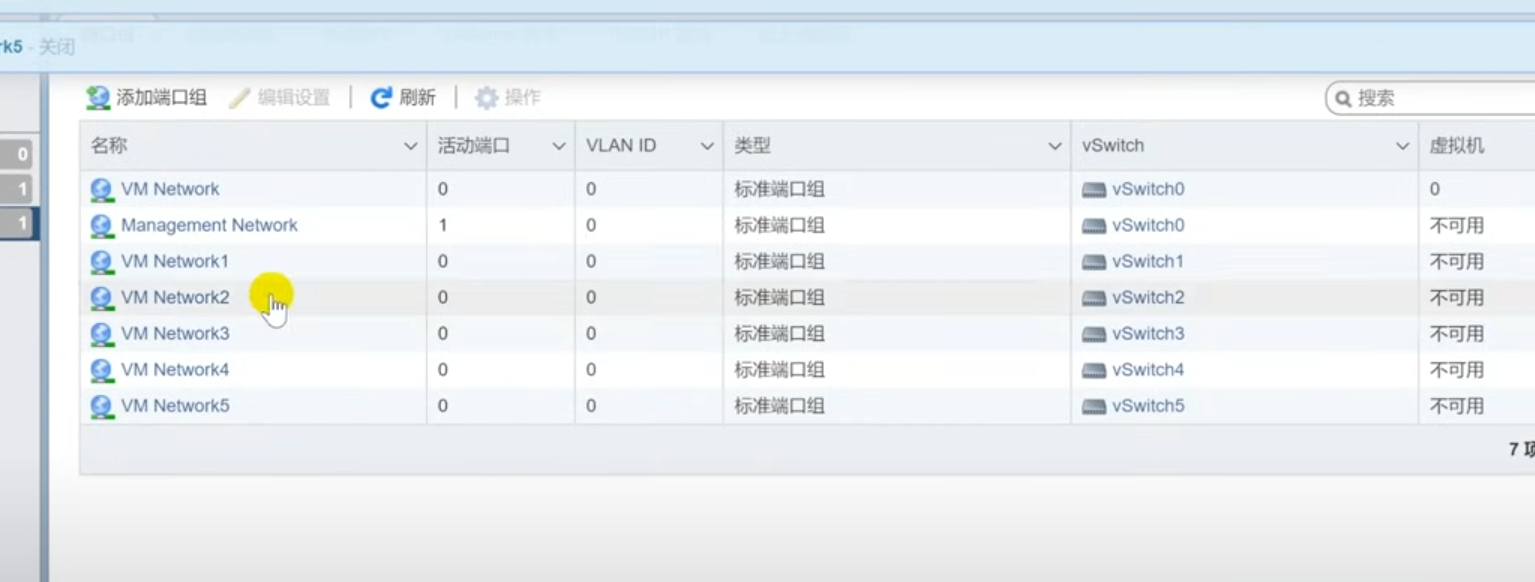 rk5 - 关闭
添加端口组 编辑设置 刷新 操作 搜索
名称 活动端口 VLAN ID 类型 vSwitch 虚拟机
0
1
1
VM Network 0 0 标准端口组 vSwitch0 0
Management Network 1 0 标准端口组 vSwitch0 不可用
VM Network1 0 0 标准端口组 vSwitch1 不可用
VM Network2 0 0 标准端口组 vSwitch2 不可用
VM Network3 0 0 标准端口组 vSwitch3 不可用
VM Network4 0 0 标准端口组 vSwitch4 不可用
VM Network5 0 0 标准端口组 vSwitch5 不可用
7 项